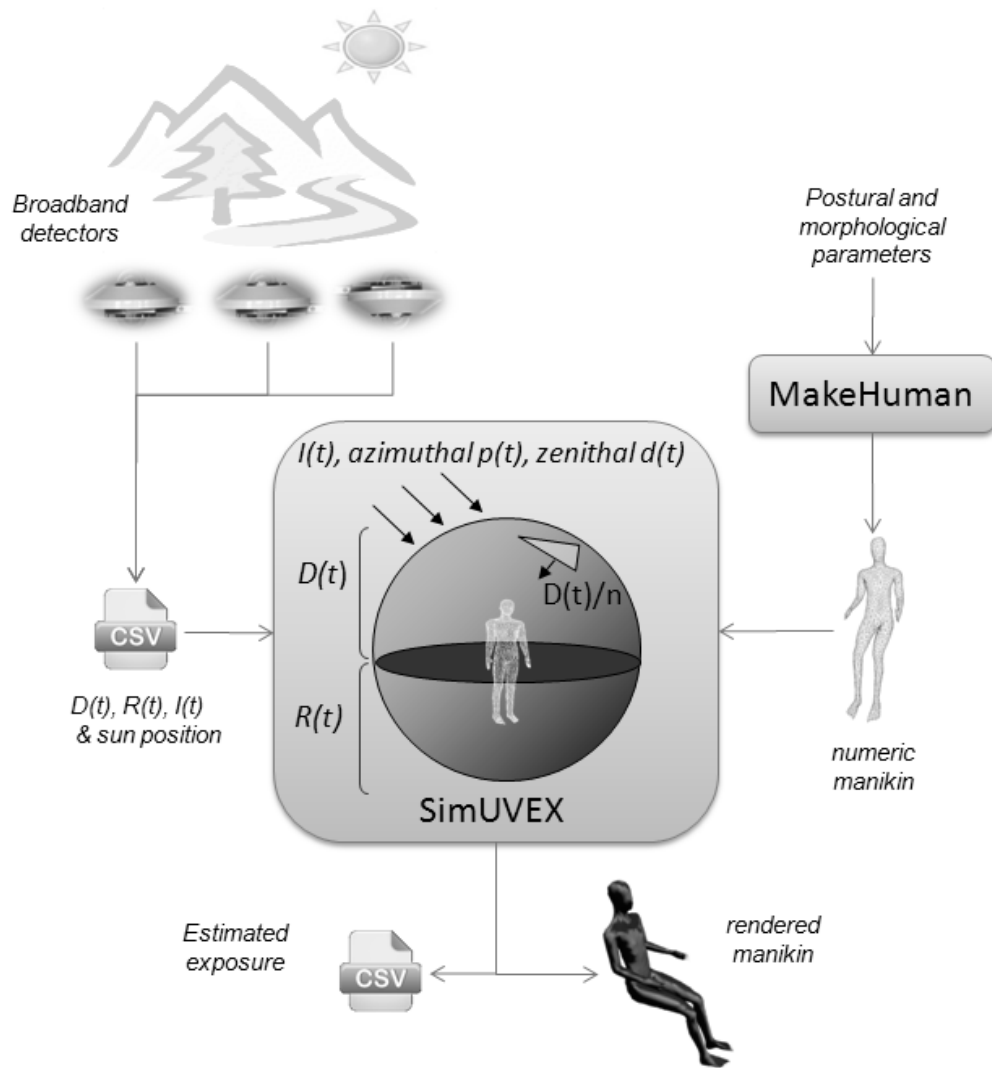 Broadband
detectors
Postural and
morphological
parameters
MakeHuman
I(t), azimuthal p(t), zenithal d(t)
D(t)
D(t)/n
R(t)
SimUVEX
CSV
D(t), R(t), I(t)
& sun position
numeric
manikin
Estimated
exposure
CSV
rendered
manikin